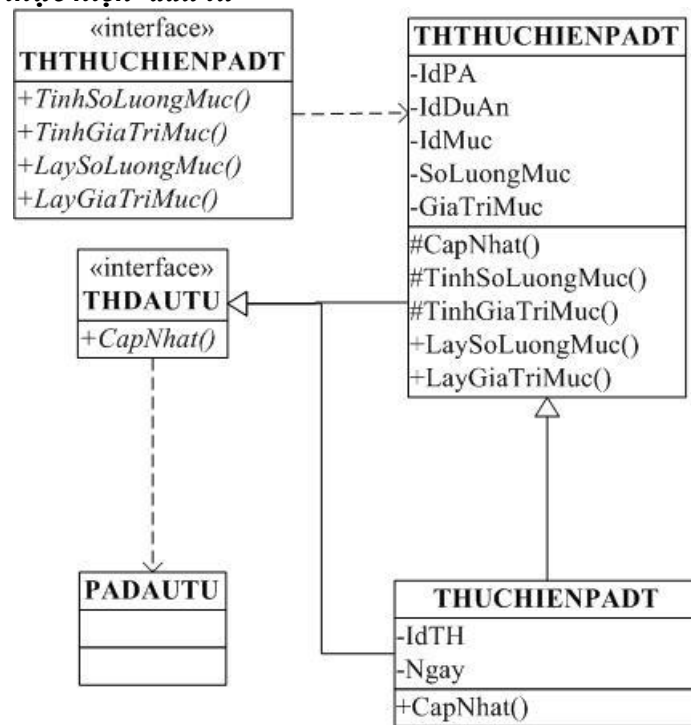 «interface»
THTHUCHIENPADT
+TinhSoLuongMuc()
+TinhGiaTriMuc()
+LaySoLuongMuc()
+LayGiaTriMuc()
THTHUCHIENPADT
-IdPA
-IdDuAn
-IdMuc
-SoLuongMuc
-GiaTriMuc
#CapNhat()
#TinhSoLuongMuc()
#TinhGiaTriMuc()
+LaySoLuongMuc()
+LayGiaTriMuc()
«interface»
THDAUTU
+CapNhat()
PADAUTU
THUCHIENPADT
-IdTH
-Ngay
+CapNhat()